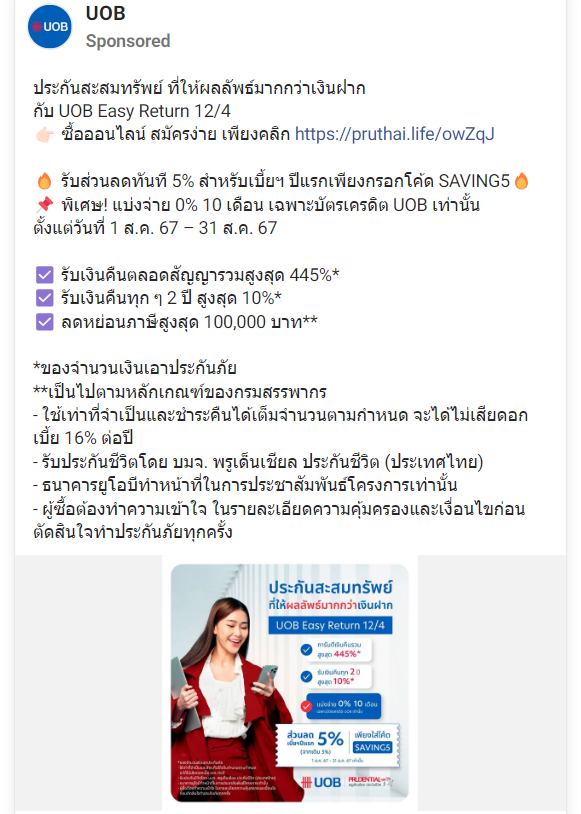 UOB
UOB
Sponsored
ประกันสะสมทรัพย์ ที่ให้ผลลัพธ์มากกว่าเงินฝาก
กับ UOB Easy Return 12/4
👉🏻 ซื้อออนไลน์ สมัครง่าย เพียงคลิก https://pruthai.life/owZqJ
🔥 รับส่วนลดทันที 5% สำหรับเบี้ยฯ ปีแรกเพียงกรอกโค้ด SAVING5🔥
📌 พิเศษ! แบ่งจ่าย 0% 10 เดือน เฉพาะบัตรเครดิต UOB เท่านั้น
ตั้งแต่วันที่ 1 ส.ค. 67 – 31 ส.ค. 67
☑ รับเงินคืนตลอดสัญญารวมสูงสุด 445%*
☑ รับเงินคืนทุก ๆ 2 ปี สูงสุด 10%*
☑ ลดหย่อนภาษีสูงสุด 100,000 บาท**
*ของจำนวนเงินเอาประกันภัย
**เป็นไปตามหลักเกณฑ์ของกรมสรรพากร
- ใช้เท่าที่จำเป็นและชำระคืนได้เต็มจำนวนตามกำหนด จะได้ไม่เสียดอก
เบี้ย 16% ต่อปี
- รับประกันชีวิตโดย บมจ. พรูเด็นเชียล ประกันชีวิต (ประเทศไทย)
- ธนาคารยูโอบีทำหน้าที่ในการประชาสัมพันธ์โครงการเท่านั้น
- ผู้ซื้อต้องทำความเข้าใจ ในรายละเอียดความคุ้มครองและเงื่อนไขก่อน
ตัดสินใจทำประกันภัยทุกครั้ง
ประกันสะสมทรัพย์
ที่ให้ผลลัพธ์มากกว่าเงินฝาก
UOB Easy Return 12/4
การันตีเงินคืนรวม
สูงสุด 445%*
รับเงินคืนทุก 2 ปี
สูงสุด 10%*
แบ่งจ่าย 0% 10 เดือน
ส่วนลด
เบี้ยฯปีแรก 5%
เพียงใส่โค้ด
SAVING5
1 ส.ค. 67 - 31 ส.ค. 67 เท่านั้น
UOB
PRUDENTIAL